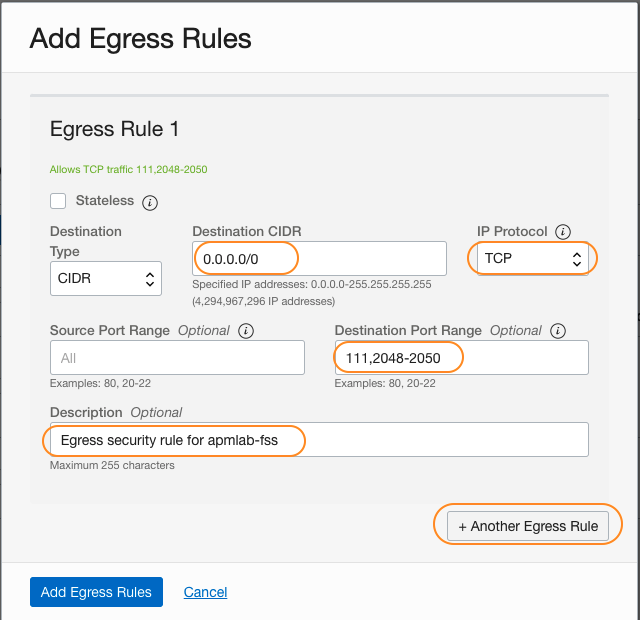 Add Egress Rules
Egress Rule 1
Allows TCP traffic 111,2048-2050
Stateless i
Destination Type
CIDR
Destination CIDR
0.0.0.0/0
Specified IP addresses: 0.0.0.0-255.255.255.255
(4,294,967,296 IP addresses)
IP Protocol i
TCP
Source Port Range Optional i
All
Examples: 80, 20-22
Destination Port Range Optional i
111,2048-2050
Examples: 80, 20-22
Description Optional
Egress security rule for apmlab-fss
Maximum 255 characters
+ Another Egress Rule
Add Egress Rules Cancel